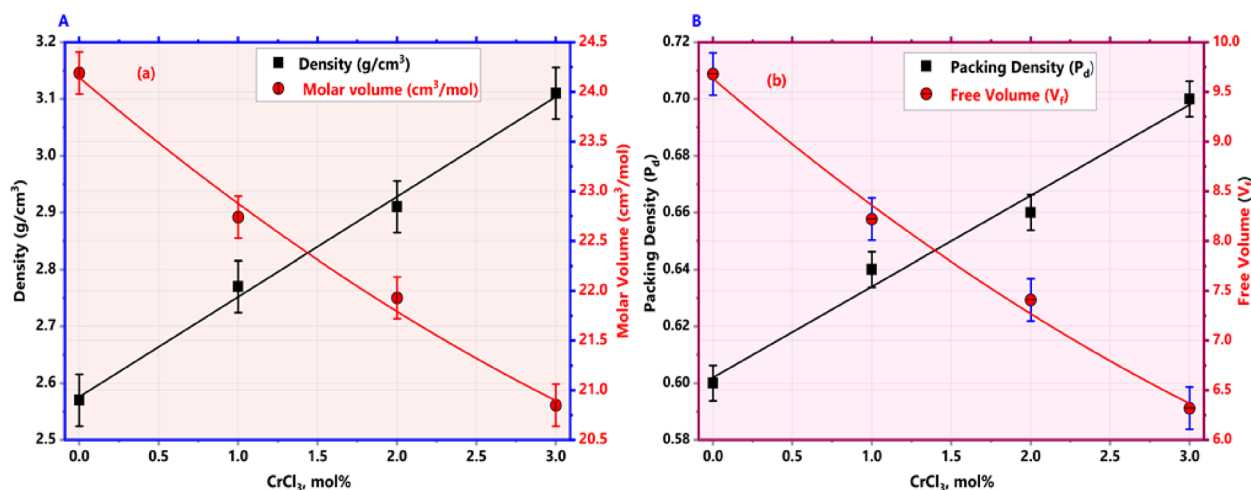 A
B
3.2
3.1
3.0
2.9
2.8
2.7
2.6
2.5
Density (g/cm³)
(a)
Density (g/cm³)
Molar volume (cm³/mol)
24.5
24.0
23.5
23.0
22.5
22.0
21.5
21.0
20.5
Molar Volume (cm³/mol)
0.0 0.5 1.0 1.5 2.0 2.5 3.0
CrCl₃, mol%
0.72
0.70
0.68
0.66
0.64
0.62
0.60
0.58
Packing Density (P_d)
(b)
Packing Density (P_d)
Free Volume (V_f)
10.0
9.5
9.0
8.5
8.0
7.5
7.0
6.5
6.0
Free Volume (V_f)
0.0 0.5 1.0 1.5 2.0 2.5 3.0
CrCl₃, mol%